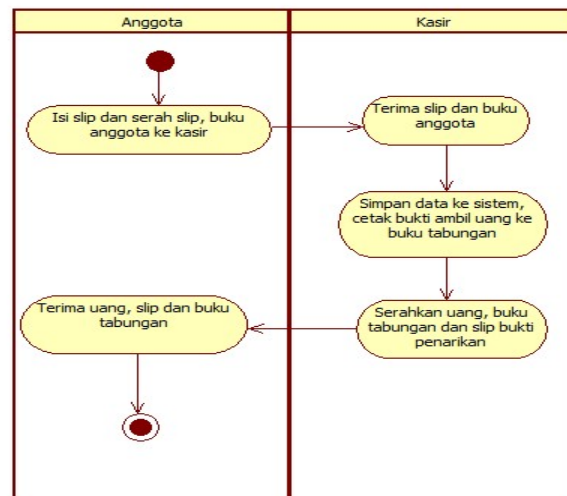 Anggota
Kasir
Isi slip dan serah slip, buku
anggota ke kasir
Terima slip dan buku
anggota
Simpan data ke sistem,
cetak bukti ambil uang ke
buku tabungan
Serahkan uang, buku
tabungan dan slip bukti
penarikan
Terima uang, slip dan buku
tabungan